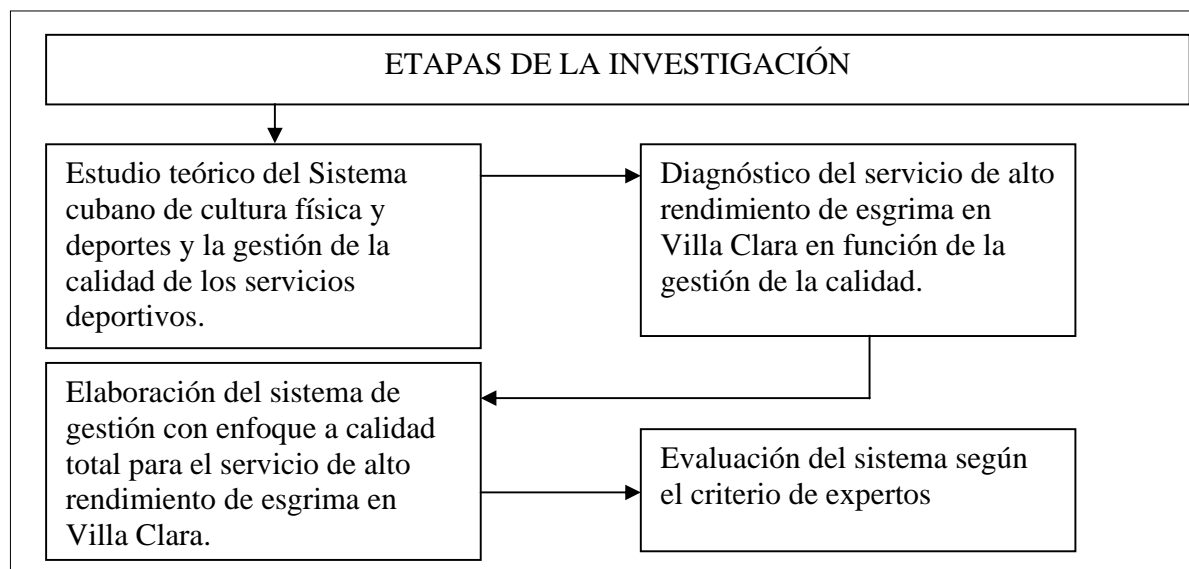 ETAPAS DE LA INVESTIGACIÓN
Estudio teórico del Sistema
cubano de cultura física y
deportes y la gestión de la
calidad de los servicios
deportivos.
Diagnóstico del servicio de alto
rendimiento de esgrima en
Villa Clara en función de la
gestión de la calidad.
Elaboración del sistema de
gestión con enfoque a calidad
total para el servicio de alto
rendimiento de esgrima en
Villa Clara.
Evaluación del sistema según
el criterio de expertos